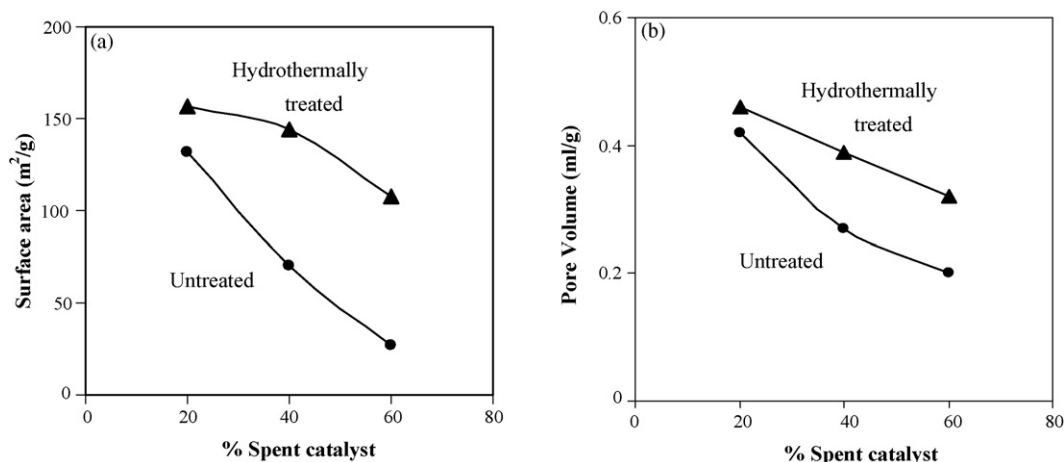 (a)
Hydrothermally
treated
Untreated
Surface area (m²/g)
200
150
100
50
0
0 20 40 60 80
% Spent catalyst
(b)
Hydrothermally
treated
Untreated
Pore Volume (ml/g)
0.6
0.4
0.2
0
0 20 40 60 80
% Spent catalyst